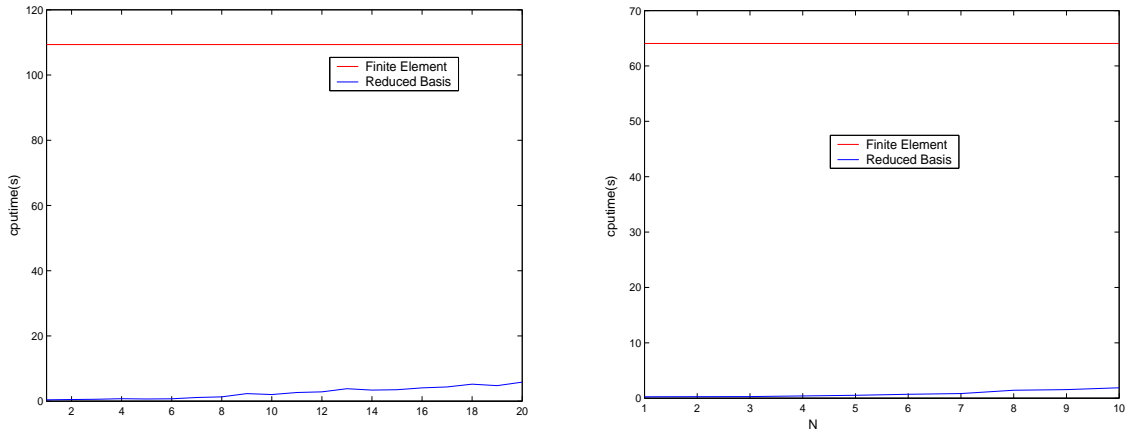 120
100
80
60
40
20
0
cputime(s)
Finite Element
Reduced Basis
2 4 6 8 10 12 14 16 18 20
70
60
50
40
30
20
10
0
cputime(s)
Finite Element
Reduced Basis
1 2 3 4 5 6 7 8 9 10
N